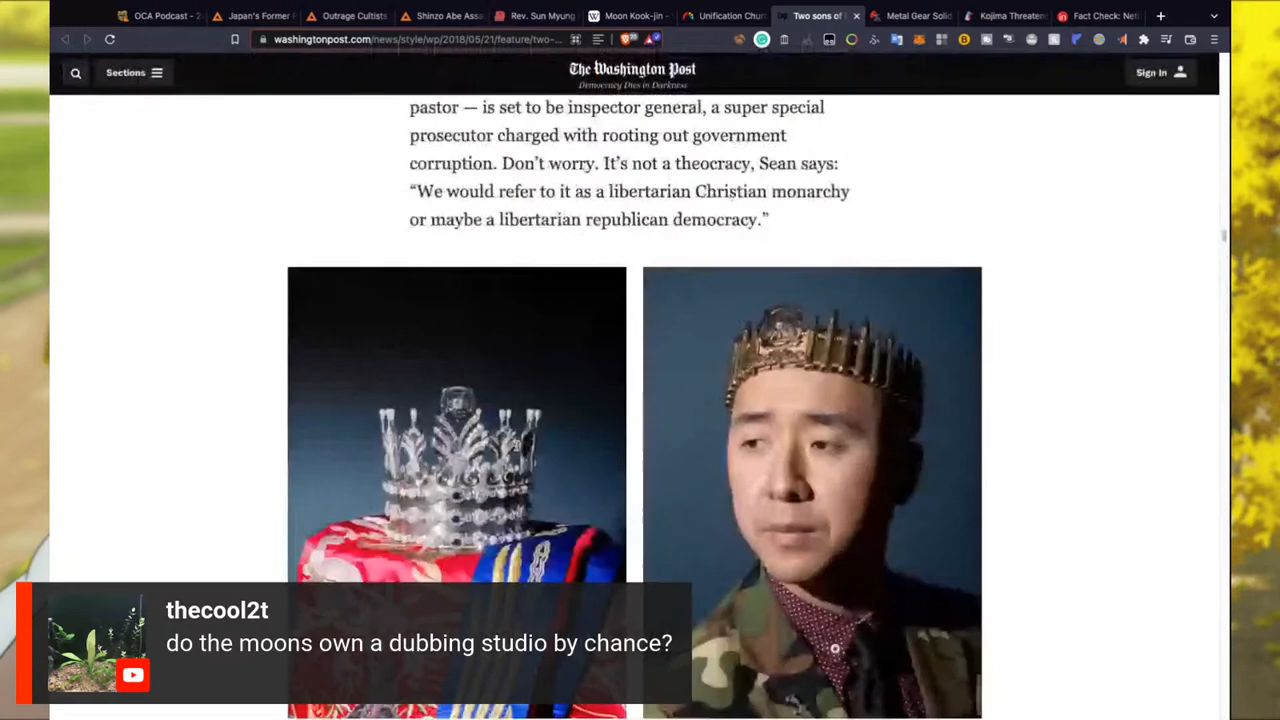 OCA Podcast - 2
Japan's Former P
Outrage Cultists
Shinzo Abe Assa
Rev. Sun Myung
Moon Kook-jin -
Unification Chur
Two sons of
Metal Gear Solid
Kojima Threaten
Fact Check: Net
washingtonpost.com/news/style/wp/2018/05/21/feature/two-...
Sections
The Washington Post
Democracy Dies in Darkness
Sign In
pastor — is set to be inspector general, a super special
prosecutor charged with rooting out government
corruption. Don't worry. It's not a theocracy, Sean says:
“We would refer to it as a libertarian Christian monarchy
or maybe a libertarian republican democracy.”
thecool2t
do the moons own a dubbing studio by chance?